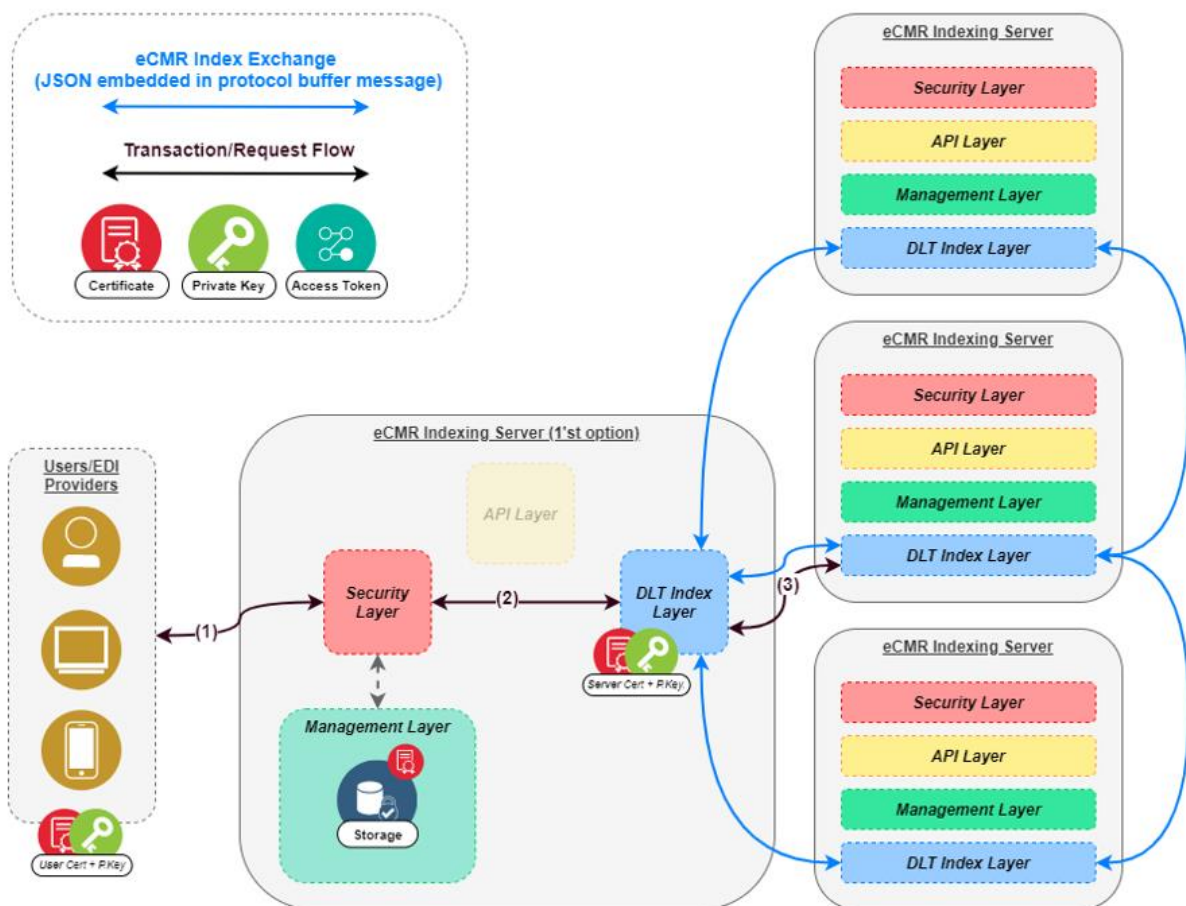 eCMR Index Exchange
(JSON embedded in protocol buffer message)
Transaction/Request Flow
Certificate
Private Key
Access Token
Users/EDI
Providers
User Cert + P.Key
eCMR Indexing Server (1'st option)
API Layer
Security
Layer
DLT Index
Layer
Server Cert + P.Key.
Management Layer
Storage
(1)
(2)
(3)
eCMR Indexing Server
Security Layer
API Layer
Management Layer
DLT Index Layer
eCMR Indexing Server
Security Layer
API Layer
Management Layer
DLT Index Layer
eCMR Indexing Server
Security Layer
API Layer
Management Layer
DLT Index Layer